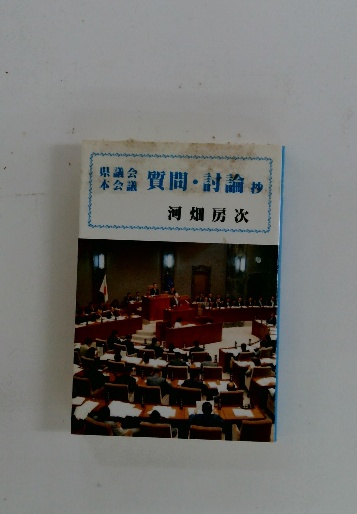 県議会
本会議
質問・討論抄
河畑房次